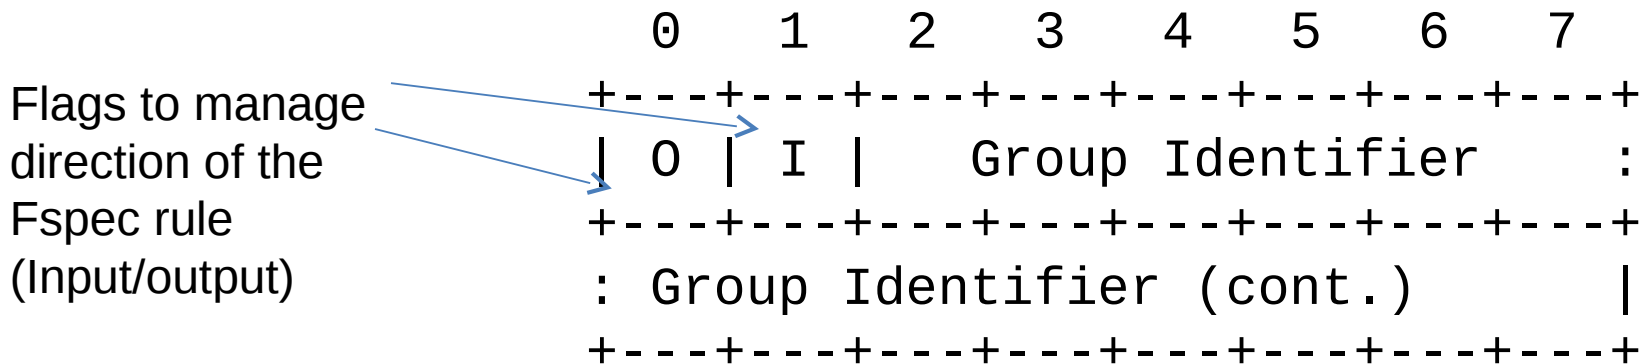 0 1 2 3 4 5 6 7
Flags to manage
direction of the
Fspec rule
(Input/output)
+---+---+---+---+---+---+---+---+
| O | I |   Group Identifier    :
+---+---+---+---+---+---+---+---+
: Group Identifier (cont.)      |
+---+---+---+---+---+---+---+---+